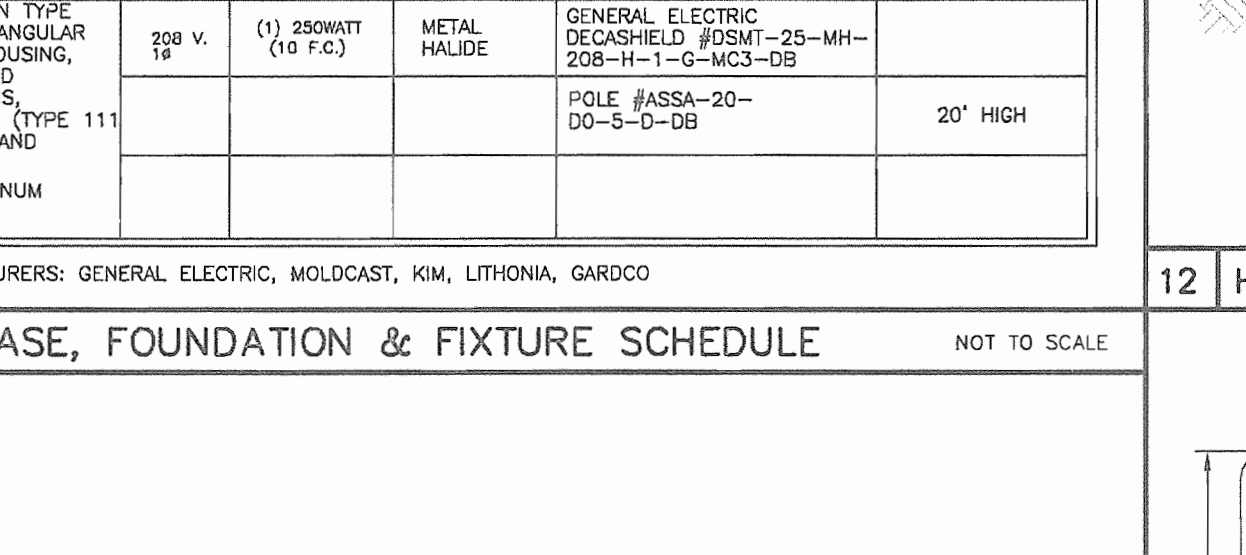 N TYPE
ANGULAR
OUSING,
D
S,
(TYPE 111
AND
NUM
208 V.
1ø
(1) 250WATT
(10 F.C.)
METAL
HALIDE
GENERAL ELECTRIC
DECASHIELD #DSMT-25-MH-
208-H-1-G-MC3-DB
POLE #ASSA-20-
DO-5-D-DB
20' HIGH
URERS: GENERAL ELECTRIC, MOLDCAST, KIM, LITHONIA, GARDCO
ASE, FOUNDATION & FIXTURE SCHEDULE
NOT TO SCALE
12
H